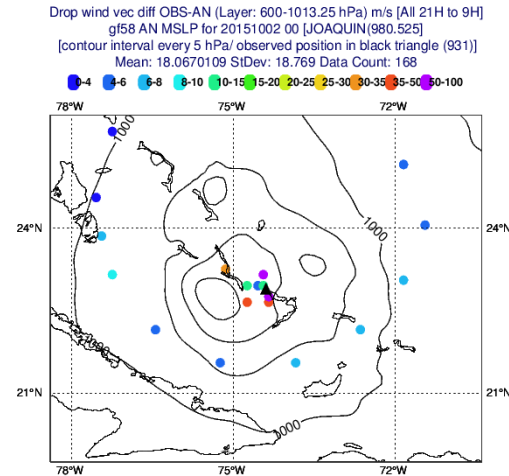 Drop wind vec diff OBS-AN (Layer: 600-1013.25 hPa) m/s [All 21H to 9H]
gf58 AN MSLP for 20151002 00 [JOAQUIN(980.525]
[contour interval every 5 hPa/ observed position in black triangle (931)]
Mean: 18.0670109 StDev: 18.769 Data Count: 168
0-4 4-6 6-8 8-10 10-15 15-20 20-25 25-30 30-35 35-50 50-100
78°W 75°W 72°W
1000
1000
24°N 24°N
21°N 21°N
1000
78°W 75°W 72°W